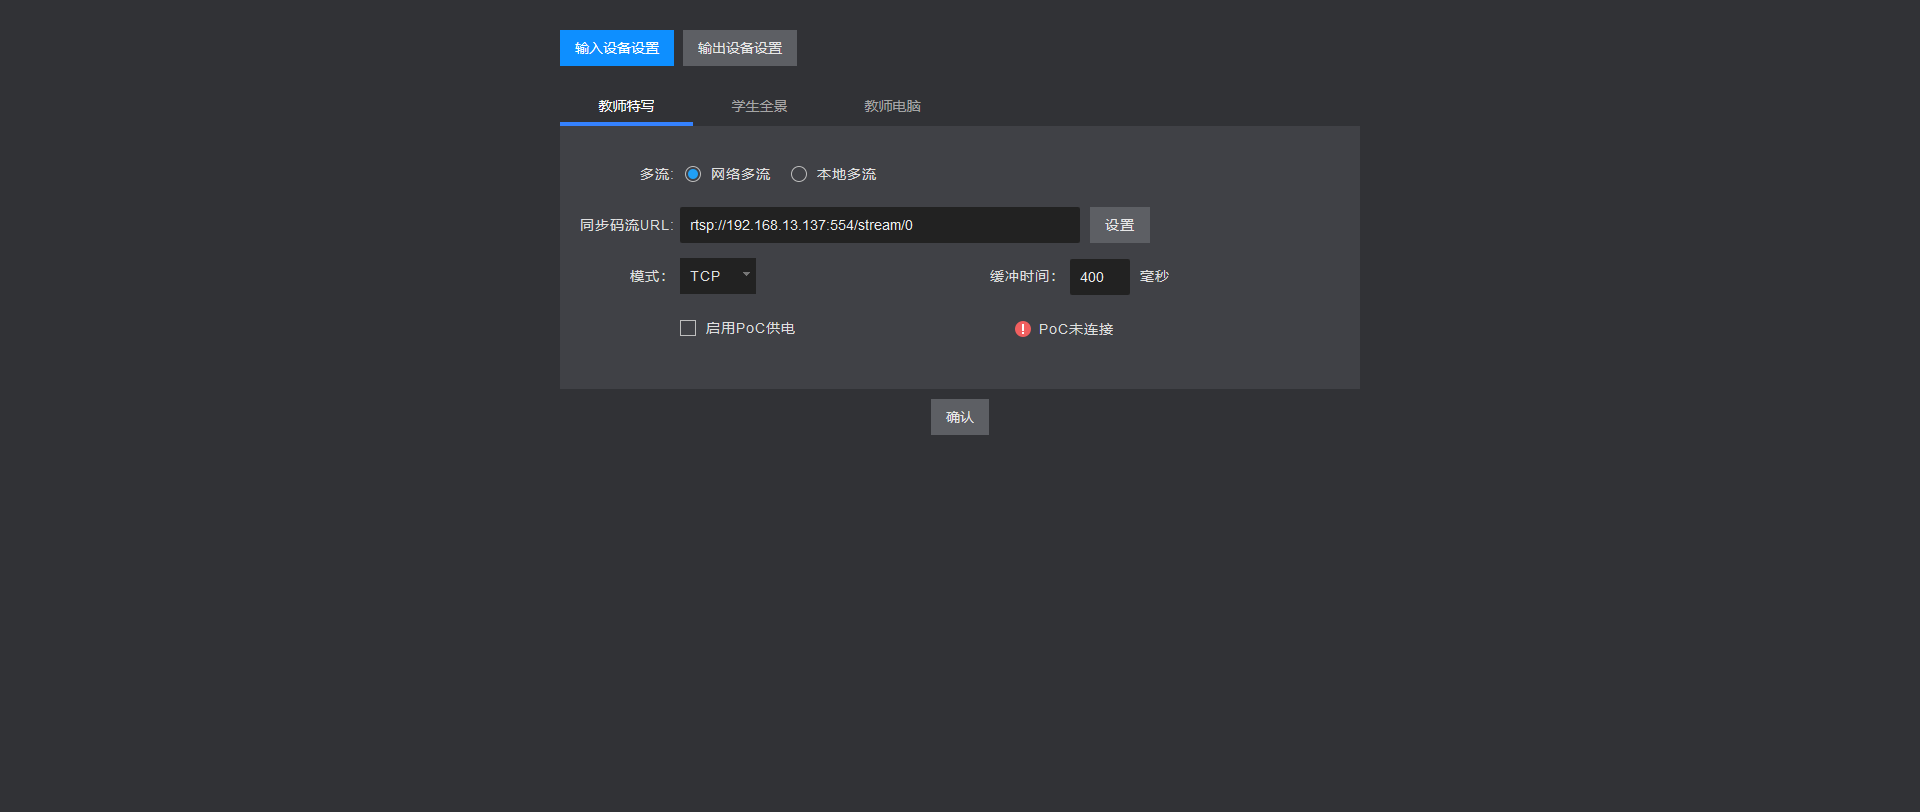 输入设备设置 输出设备设置
教师特写 学生全景 教师电脑
多流: 网络多流 本地多流
同步码流URL: rtsp://192.168.13.137:554/stream/0 设置
模式： TCP 缓冲时间： 400 毫秒
启用PoC供电 PoC未连接
确认